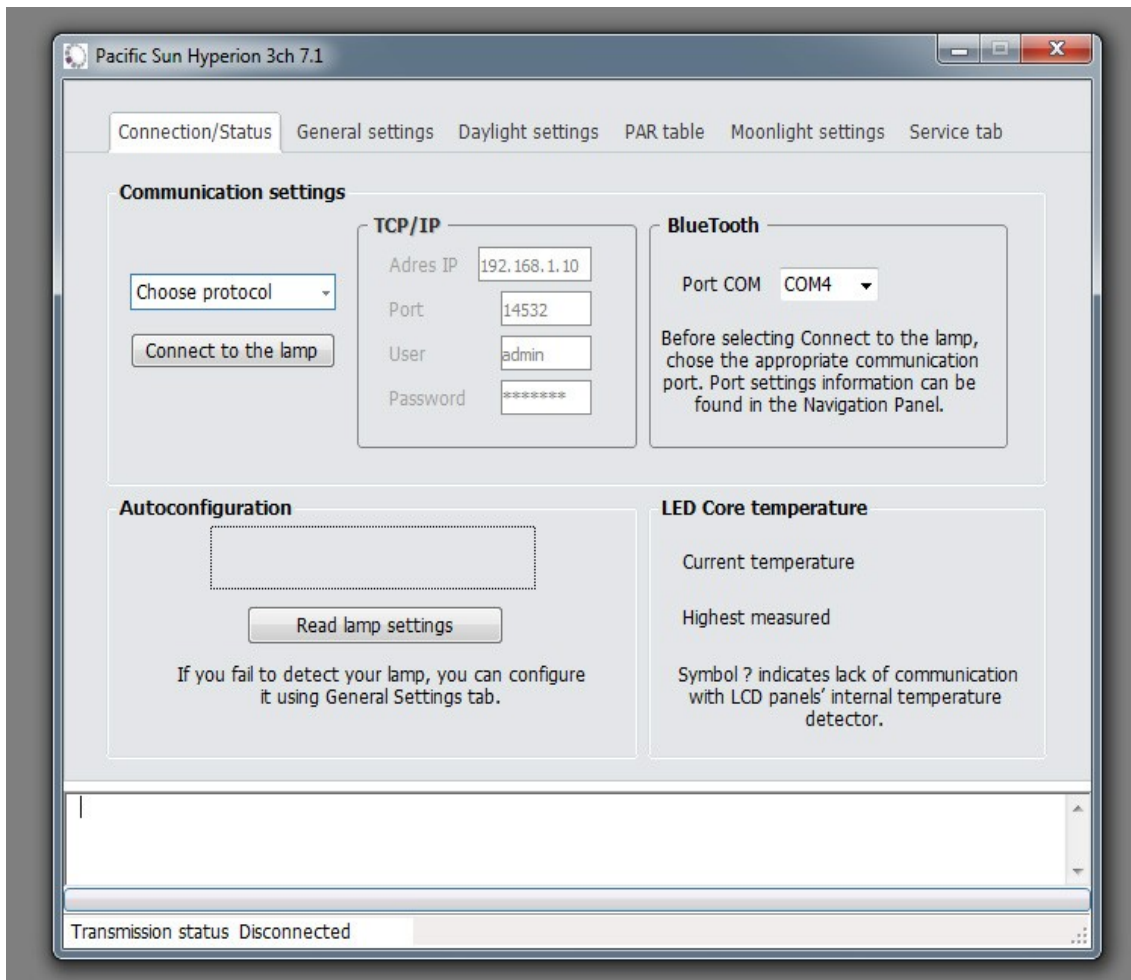 Pacific Sun Hyperion 3ch 7.1
Connection/Status General settings Daylight settings PAR table Moonlight settings Service tab
Communication settings
Choose protocol
Connect to the lamp
TCP/IP
Adres IP 192.168.1.10
Port 14532
User admin
Password *******
BlueTooth
Port COM COM4
Before selecting Connect to the lamp,
chose the appropriate communication
port. Port settings information can be
found in the Navigation Panel.
Autoconfiguration
Read lamp settings
If you fail to detect your lamp, you can configure
it using General Settings tab.
LED Core temperature
Current temperature
Highest measured
Symbol ? indicates lack of communication
with LCD panels' internal temperature
detector.
Transmission status Disconnected